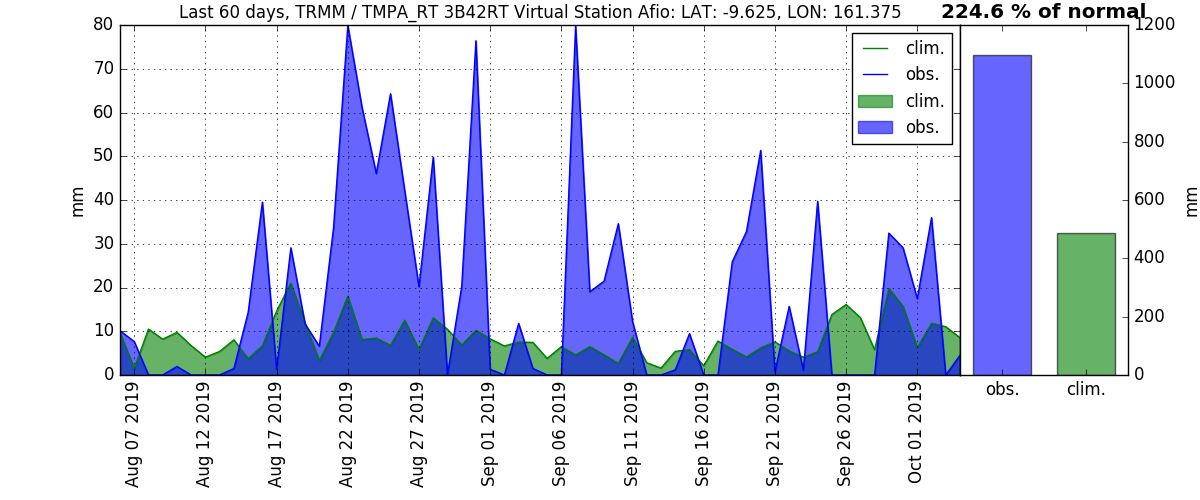 Last 60 days, TRMM / TMPA_RT 3B42RT Virtual Station Afio: LAT: -9.625, LON: 161.375
224.6 % of normal
80
70
60
50
40
30
20
10
0
mm
clim.
obs.
clim.
obs.
1200
1000
800
600
400
200
0
mm
obs.
clim.
Aug 07 2019
Aug 12 2019
Aug 17 2019
Aug 22 2019
Aug 27 2019
Sep 01 2019
Sep 06 2019
Sep 11 2019
Sep 16 2019
Sep 21 2019
Sep 26 2019
Oct 01 2019